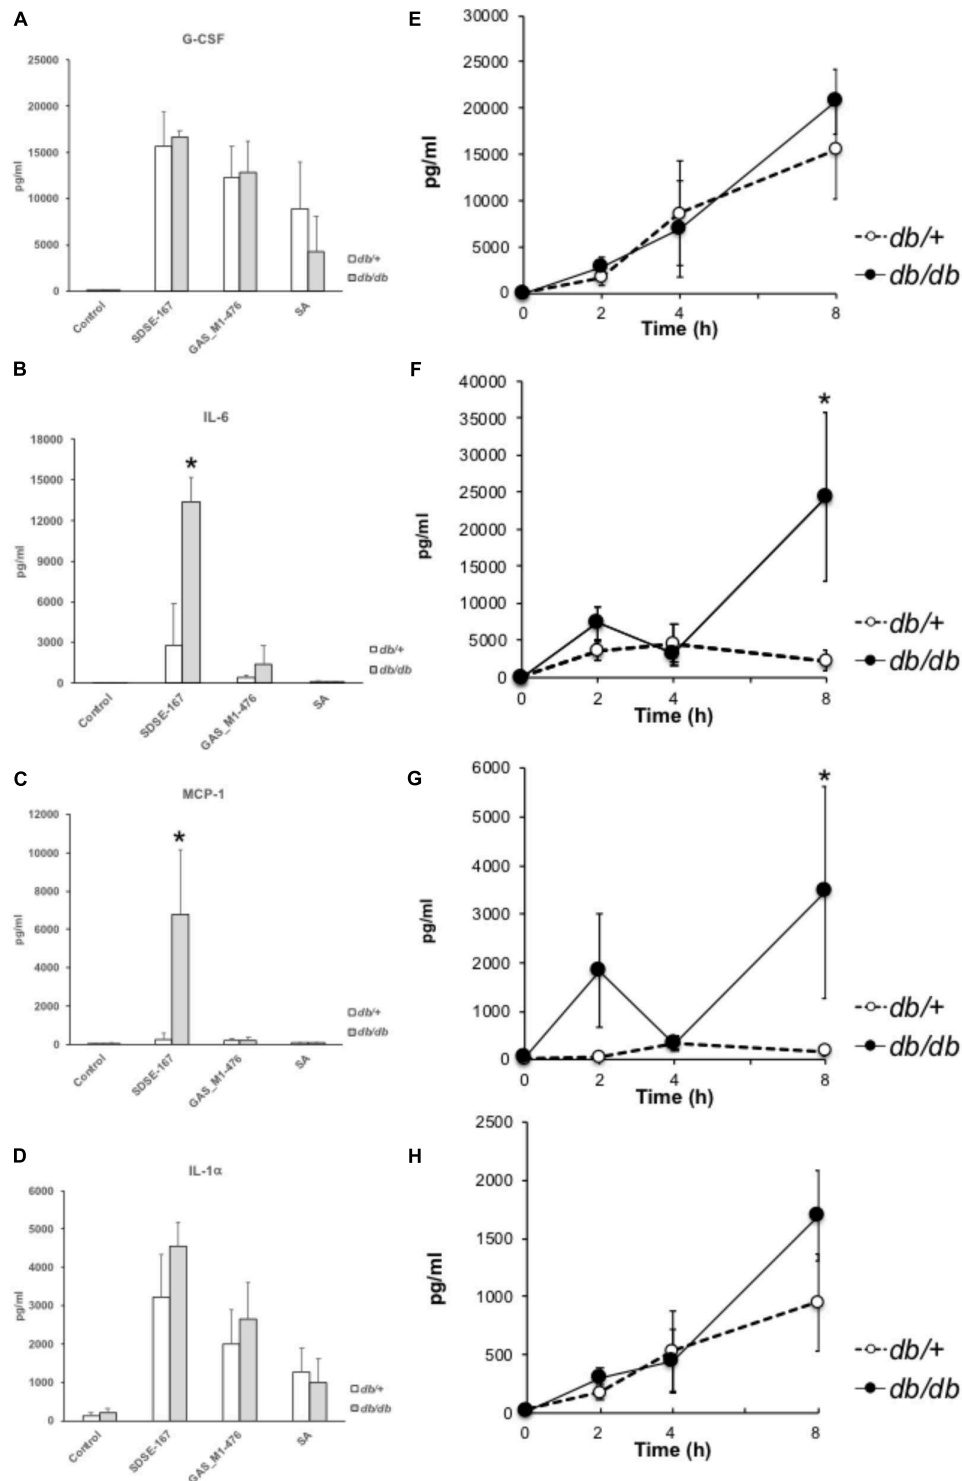 A
G-CSF
25000
20000
15000
10000
5000
0
pg/ml
Control
SDSE-167
GAS_M1-476
SA
db/+
db/db
E
30000
25000
20000
15000
10000
5000
0
pg/ml
0 2 4 8
Time (h)
db/+
db/db
B
IL-6
18000
15000
12000
9000
6000
3000
0
pg/ml
*
Control
SDSE-167
GAS_M1-476
SA
db/+
db/db
F
40000
35000
30000
25000
20000
15000
10000
5000
0
pg/ml
*
0 2 4 8
Time (h)
db/+
db/db
C
MCP-1
12000
10000
8000
6000
4000
2000
0
pg/ml
*
Control
SDSE-167
GAS_M1-476
SA
db/+
db/db
G
6000
5000
4000
3000
2000
1000
0
pg/ml
*
0 2 4 8
Time (h)
db/+
db/db
D
IL-1α
6000
5000
4000
3000
2000
1000
0
pg/ml
Control
SDSE-167
GAS_M1-476
SA
db/+
db/db
H
2500
2000
1500
1000
500
0
pg/ml
0 2 4 8
Time (h)
db/+
db/db